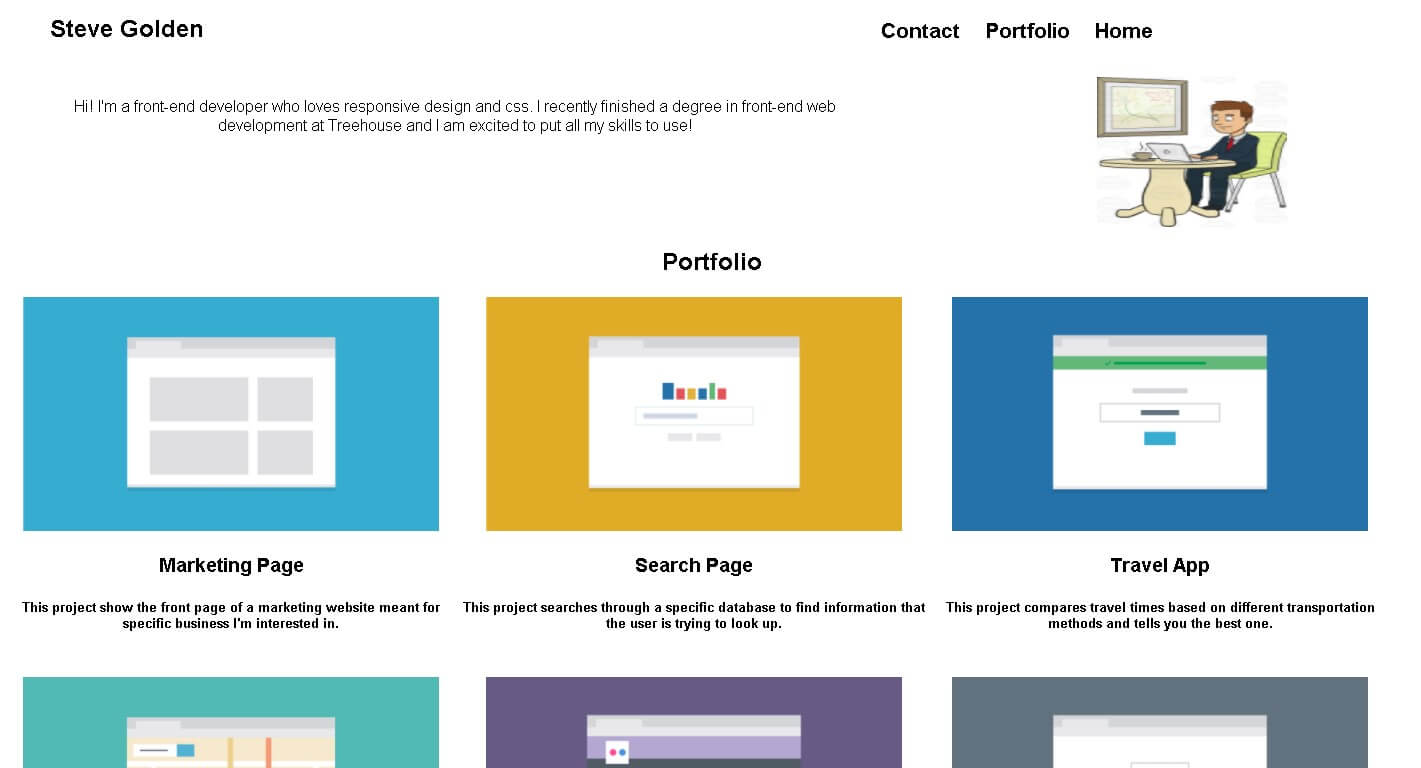 Steve Golden
Contact Portfolio Home
Hi! I'm a front-end developer who loves responsive design and css. I recently finished a degree in front-end web
development at Treehouse and I am excited to put all my skills to use!
Portfolio
Marketing Page
This project show the front page of a marketing website meant for
specific business I'm interested in.
Search Page
This project searches through a specific database to find information that
the user is trying to look up.
Travel App
This project compares travel times based on different transportation
methods and tells you the best one.